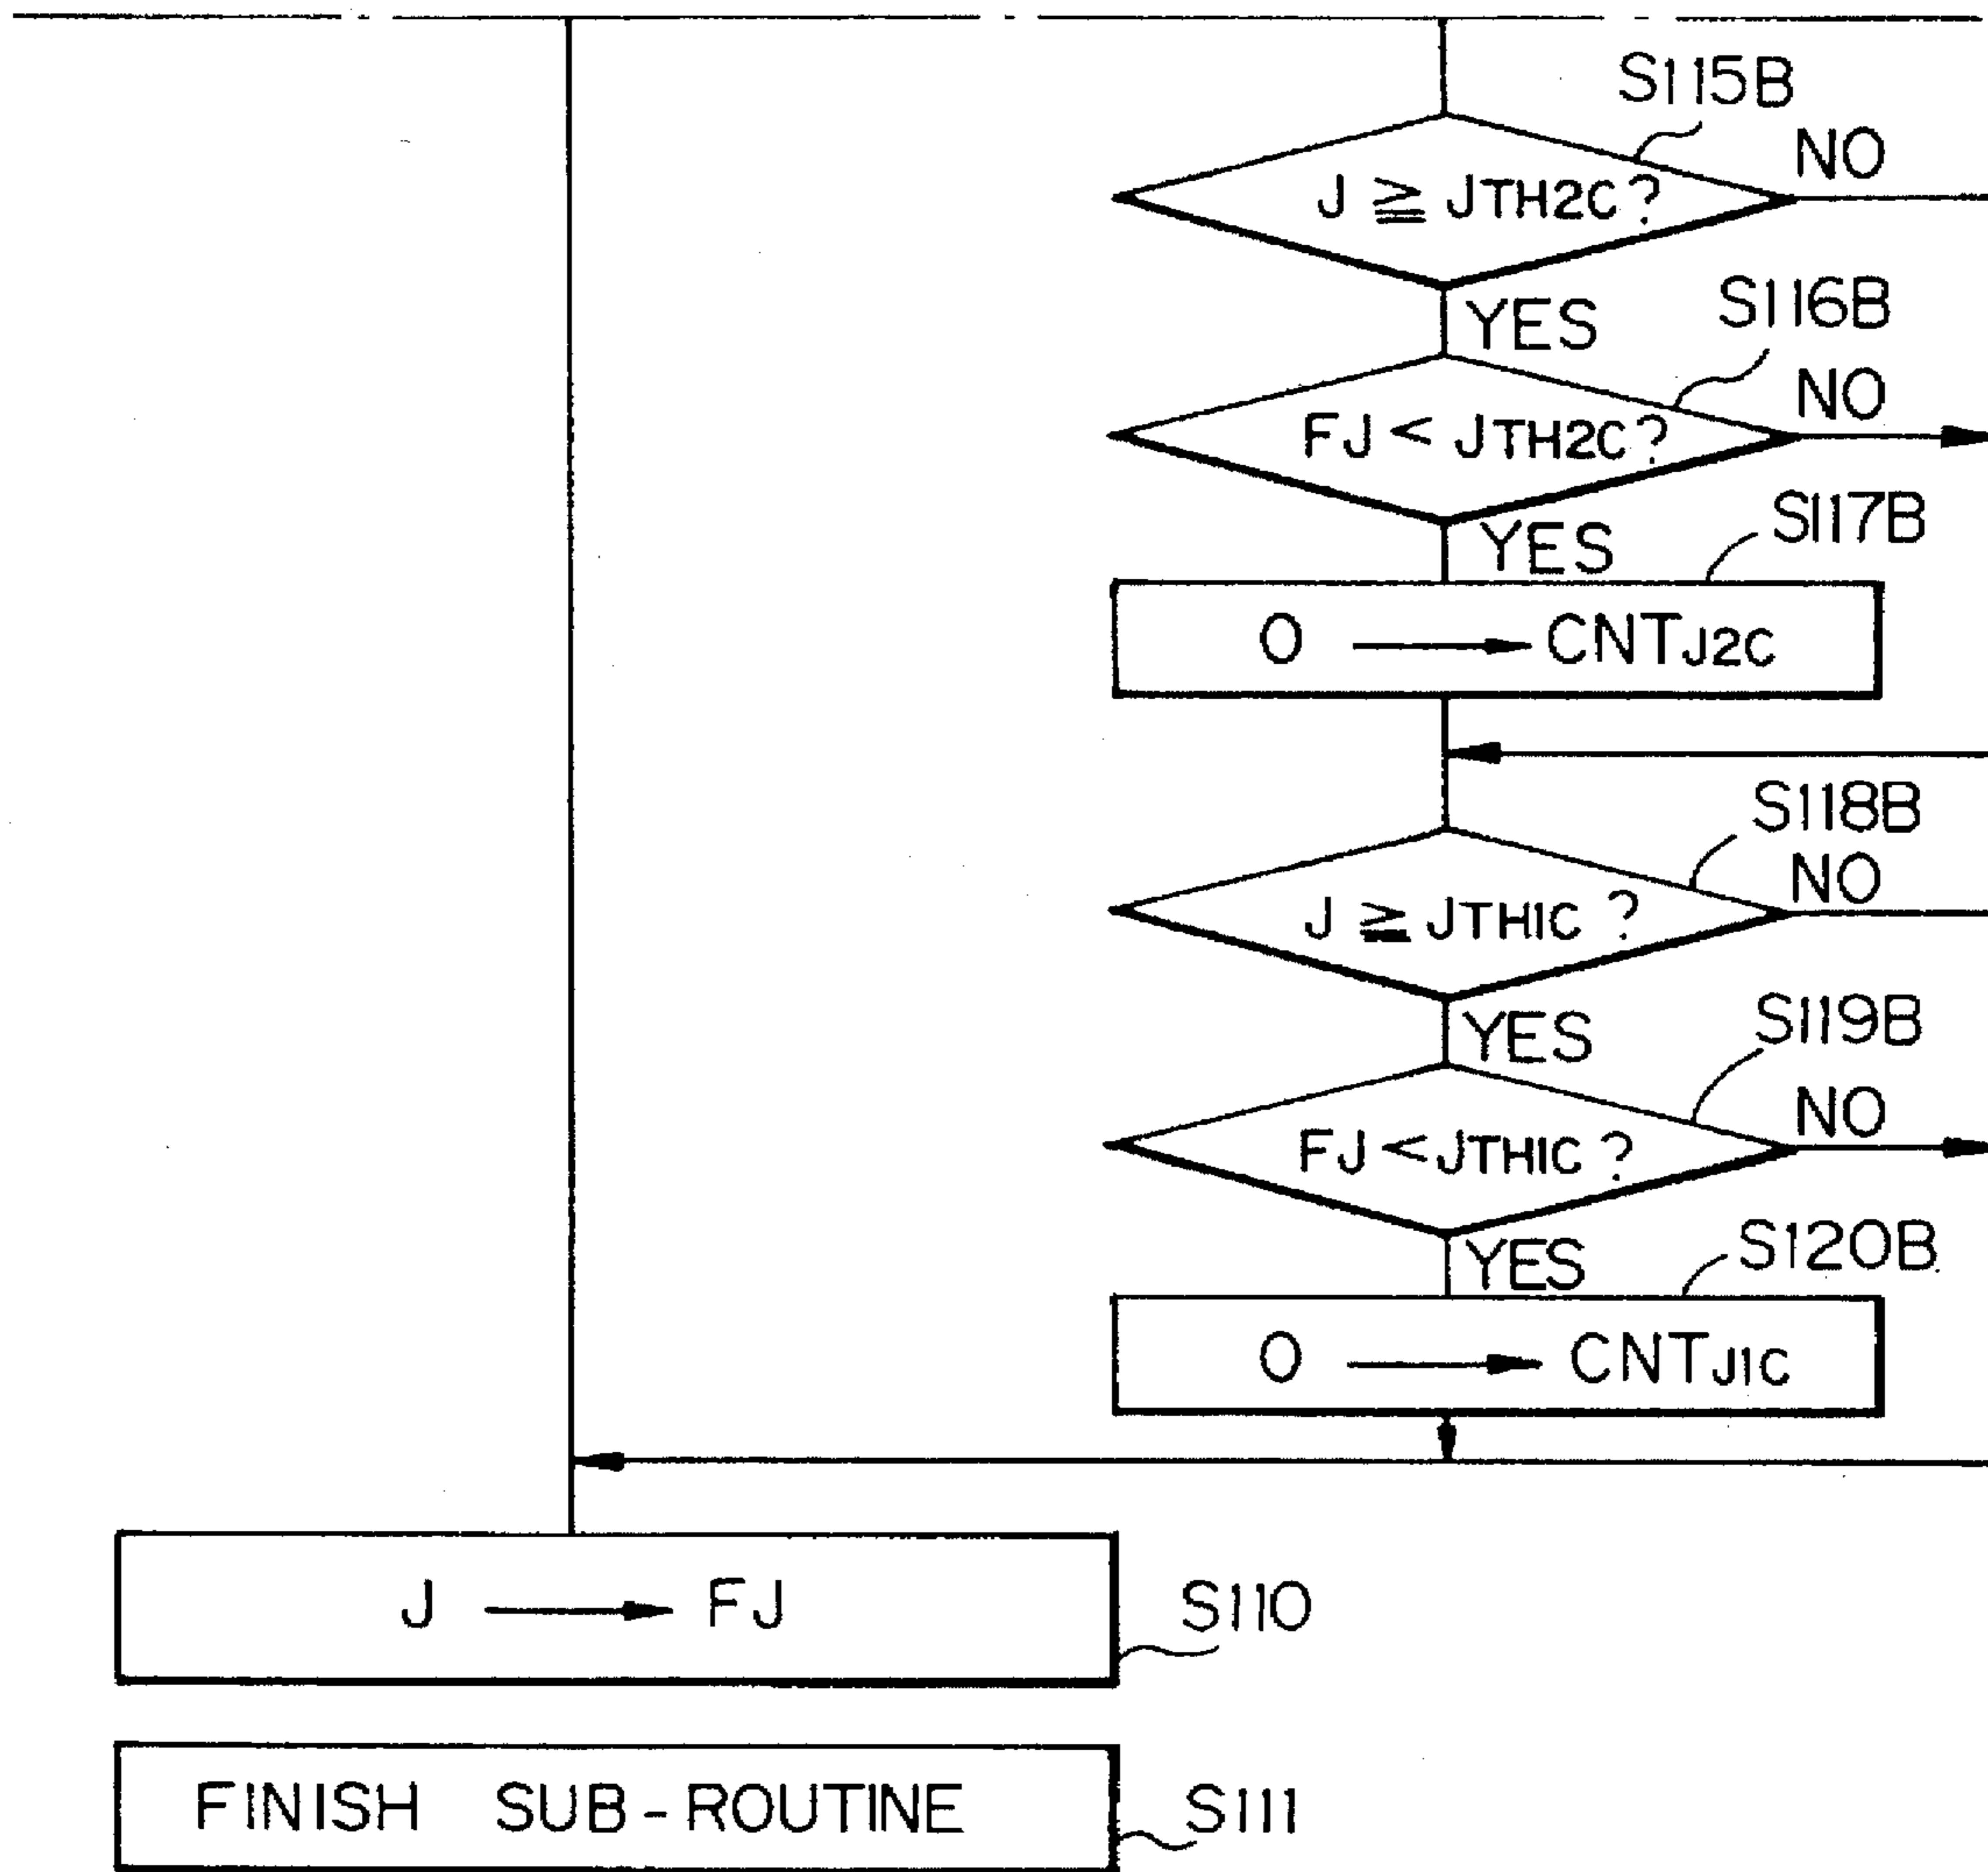 S115B
NO
J ≧ JTH2C ?
YES
S116B
NO
FJ < JTH2C ?
YES
S117B
0 → CNTJ2C
S118B
NO
J ≧ JTH1C ?
YES
S119B
NO
FJ < JTH1C ?
YES
S120B
0 → CNTJ1C
J → FJ
S110
FINISH SUB-ROUTINE
S111